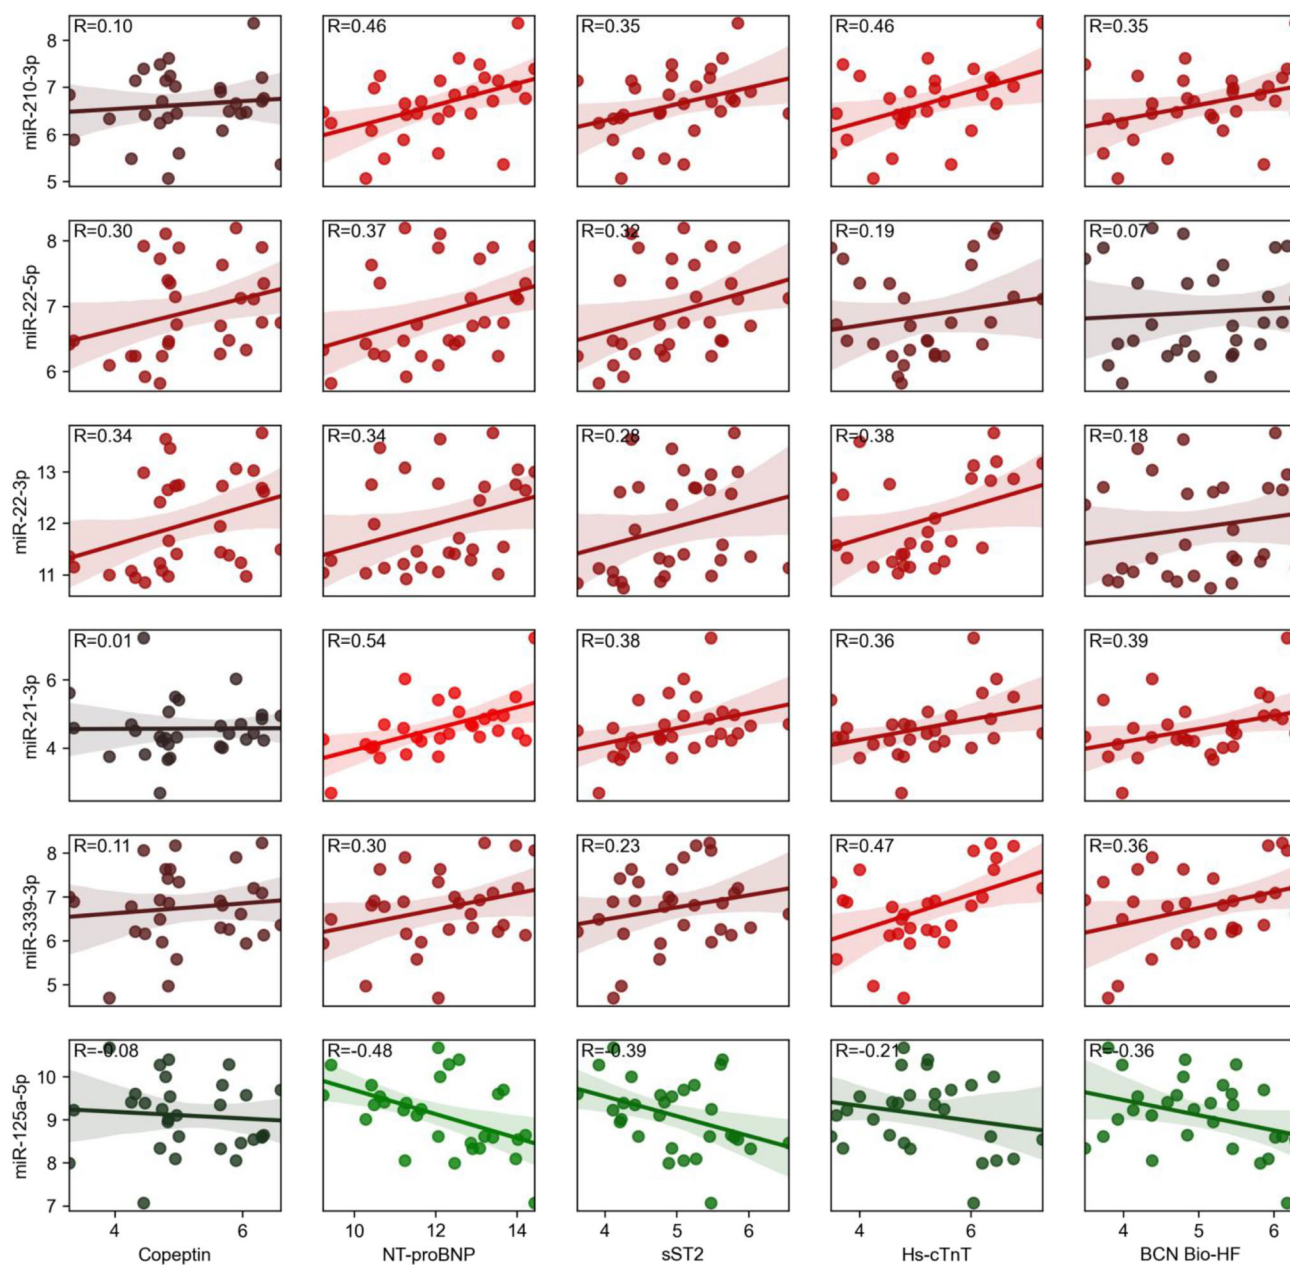 R=0.10 R=0.46 R=0.35 R=0.46 R=0.35
miR-210-3p
8
7
6
5
R=0.30 R=0.37 R=0.32 R=0.19 R=0.07
miR-22-5p
8
7
6
R=0.34 R=0.34 R=0.28 R=0.38 R=0.18
miR-22-3p
13
12
11
R=0.01 R=0.54 R=0.38 R=0.36 R=0.39
miR-21-3p
6
4
R=0.11 R=0.30 R=0.23 R=0.47 R=0.36
miR-339-3p
8
7
6
5
R=-0.08 R=-0.48 R=-0.39 R=-0.21 R=-0.36
miR-125a-5p
10
9
8
7
4 6 10 12 14 4 5 6 4 6 4 5 6
Copeptin NT-proBNP sST2 Hs-cTnT BCN Bio-HF